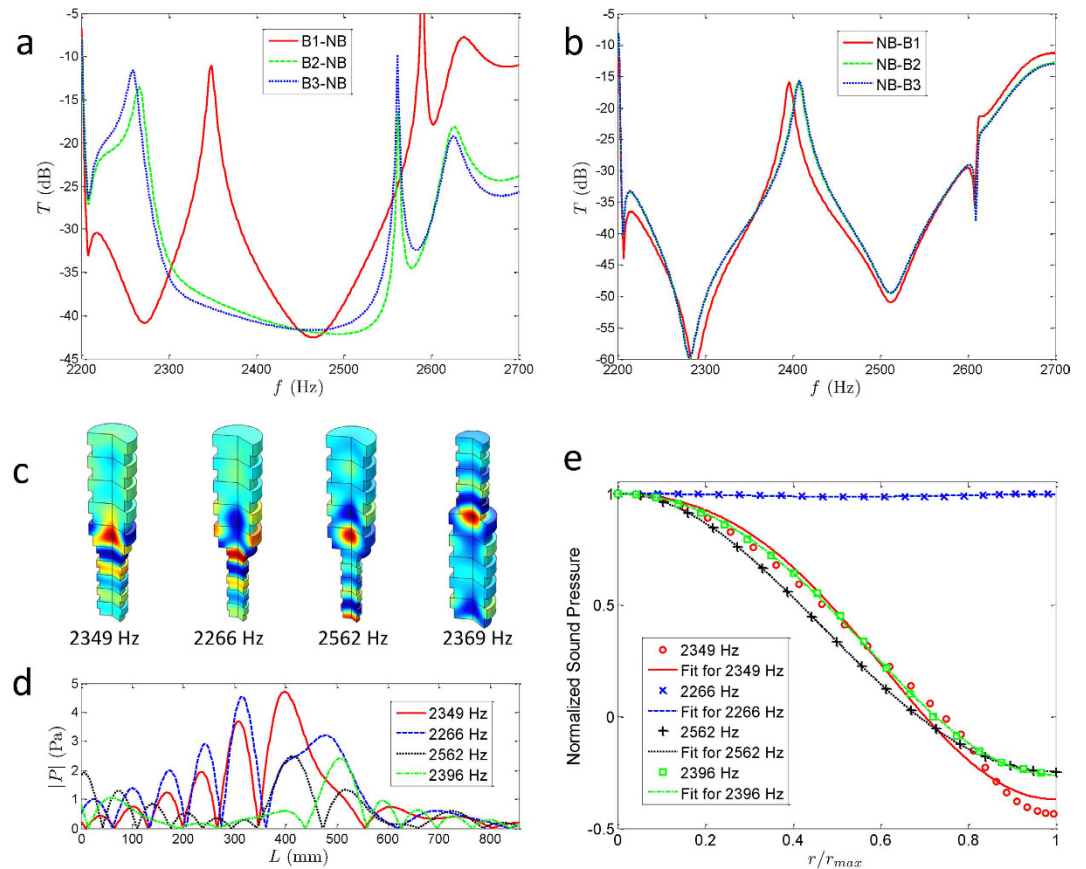 a
-5
-10
-15
-20
-25
-30
-35
-40
-45
T (dB)
2200 2300 2400 2500 2600 2700
f (Hz)
B1-NB
B2-NB
B3-NB
b
-5
-10
-15
-20
-25
-30
-35
-40
-45
-50
-55
-60
T (dB)
2200 2300 2400 2500 2600 2700
f (Hz)
NB-B1
NB-B2
NB-B3
c
2349 Hz 2266 Hz 2562 Hz 2369 Hz
d
5
4
3
2
1
0
|P| (Pa)
0 100 200 300 400 500 600 700 800
L (mm)
2349 Hz
2266 Hz
2562 Hz
2396 Hz
e
1
0.5
0
-0.5
Normalized Sound Pressure
0 0.2 0.4 0.6 0.8 1
r/rmax
2349 Hz
Fit for 2349 Hz
2266 Hz
Fit for 2266 Hz
2562 Hz
Fit for 2562 Hz
2396 Hz
Fit for 2396 Hz